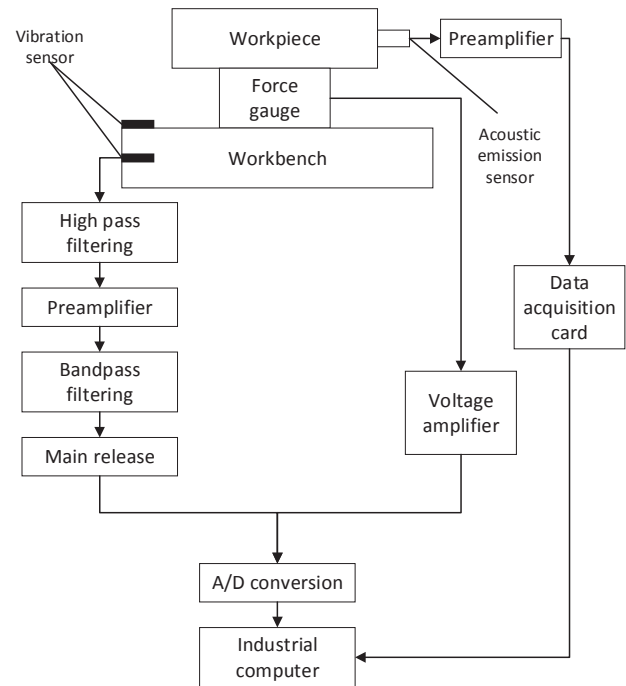 Workpiece
Preamplifier
Vibration
sensor
Force
gauge
Acoustic
emission
sensor
Workbench
High pass
filtering
Preamplifier
Data
acquisition
card
Bandpass
filtering
Voltage
amplifier
Main release
A/D conversion
Industrial
computer